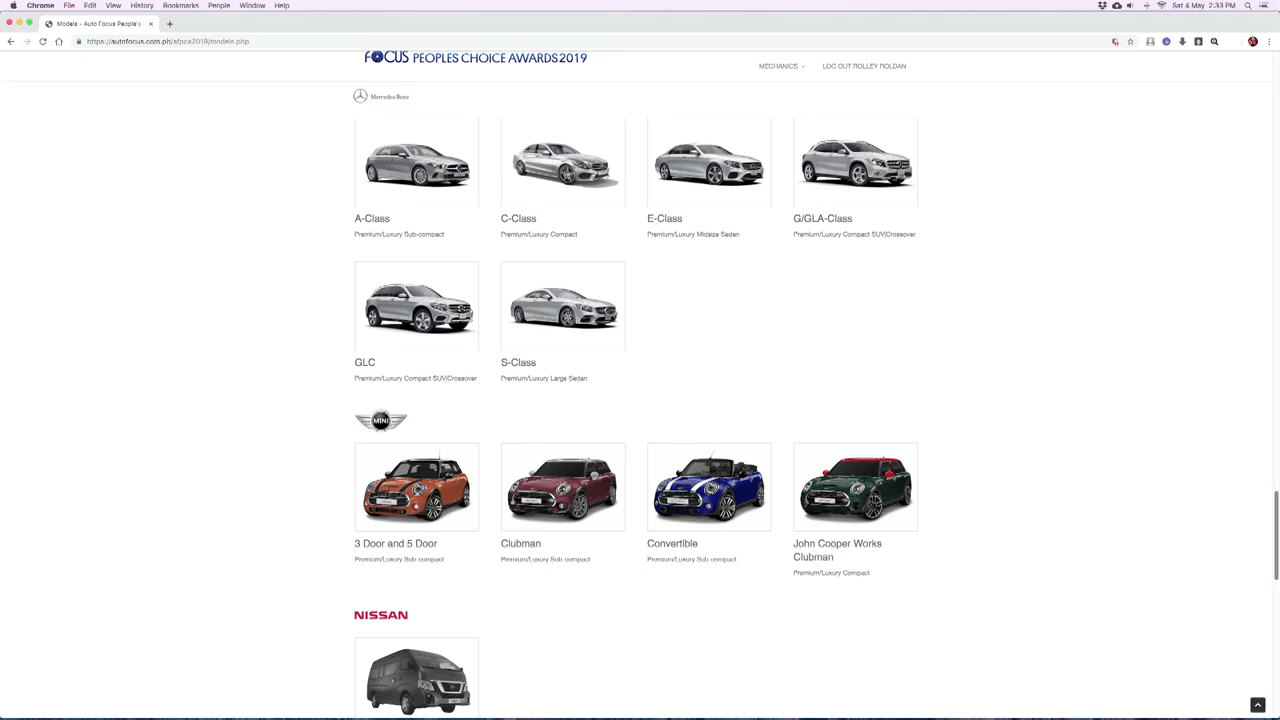 Chrome File Edit View History Bookmarks People Window Help
Sat 4 May 2:33 PM
Models - Auto Focus People's
https://autofocus.com.ph/afpca2019/models.php
FOCUS PEOPLES CHOICE AWARDS 2019
MECHANICS
LOG OUT ROLLEY ROLDAN
Mercedes-Benz
A-Class
C-Class
E-Class
G/GLA-Class
Premium/Luxury Sub-compact
Premium/Luxury Compact
Premium/Luxury Midsize Sedan
Premium/Luxury Compact SUV|Crossover
GLC
S-Class
Premium/Luxury Compact SUV|Crossover
Premium/Luxury Large Sedan
MINI
3 Door and 5 Door
Clubman
Convertible
John Cooper Works
Clubman
Premium/Luxury Sub-compact
Premium/Luxury Sub-compact
Premium/Luxury Sub-compact
Premium/Luxury Compact
NISSAN